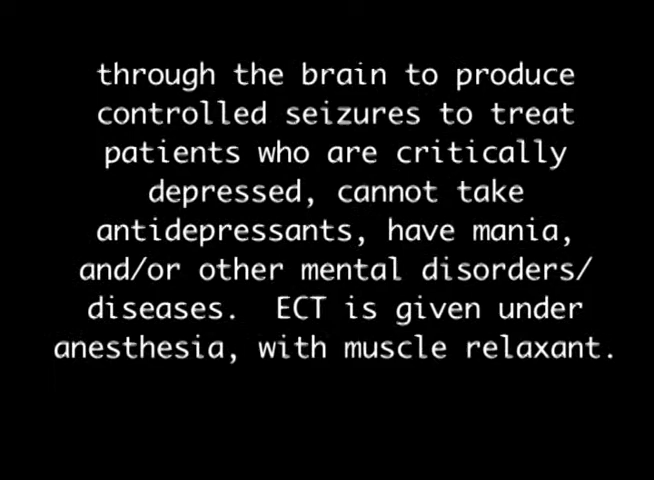 through the brain to produce
controlled seizures to treat
patients who are critically
depressed, cannot take
antidepressants, have mania,
and/or other mental disorders/
diseases.  ECT is given under
anesthesia, with muscle relaxant.